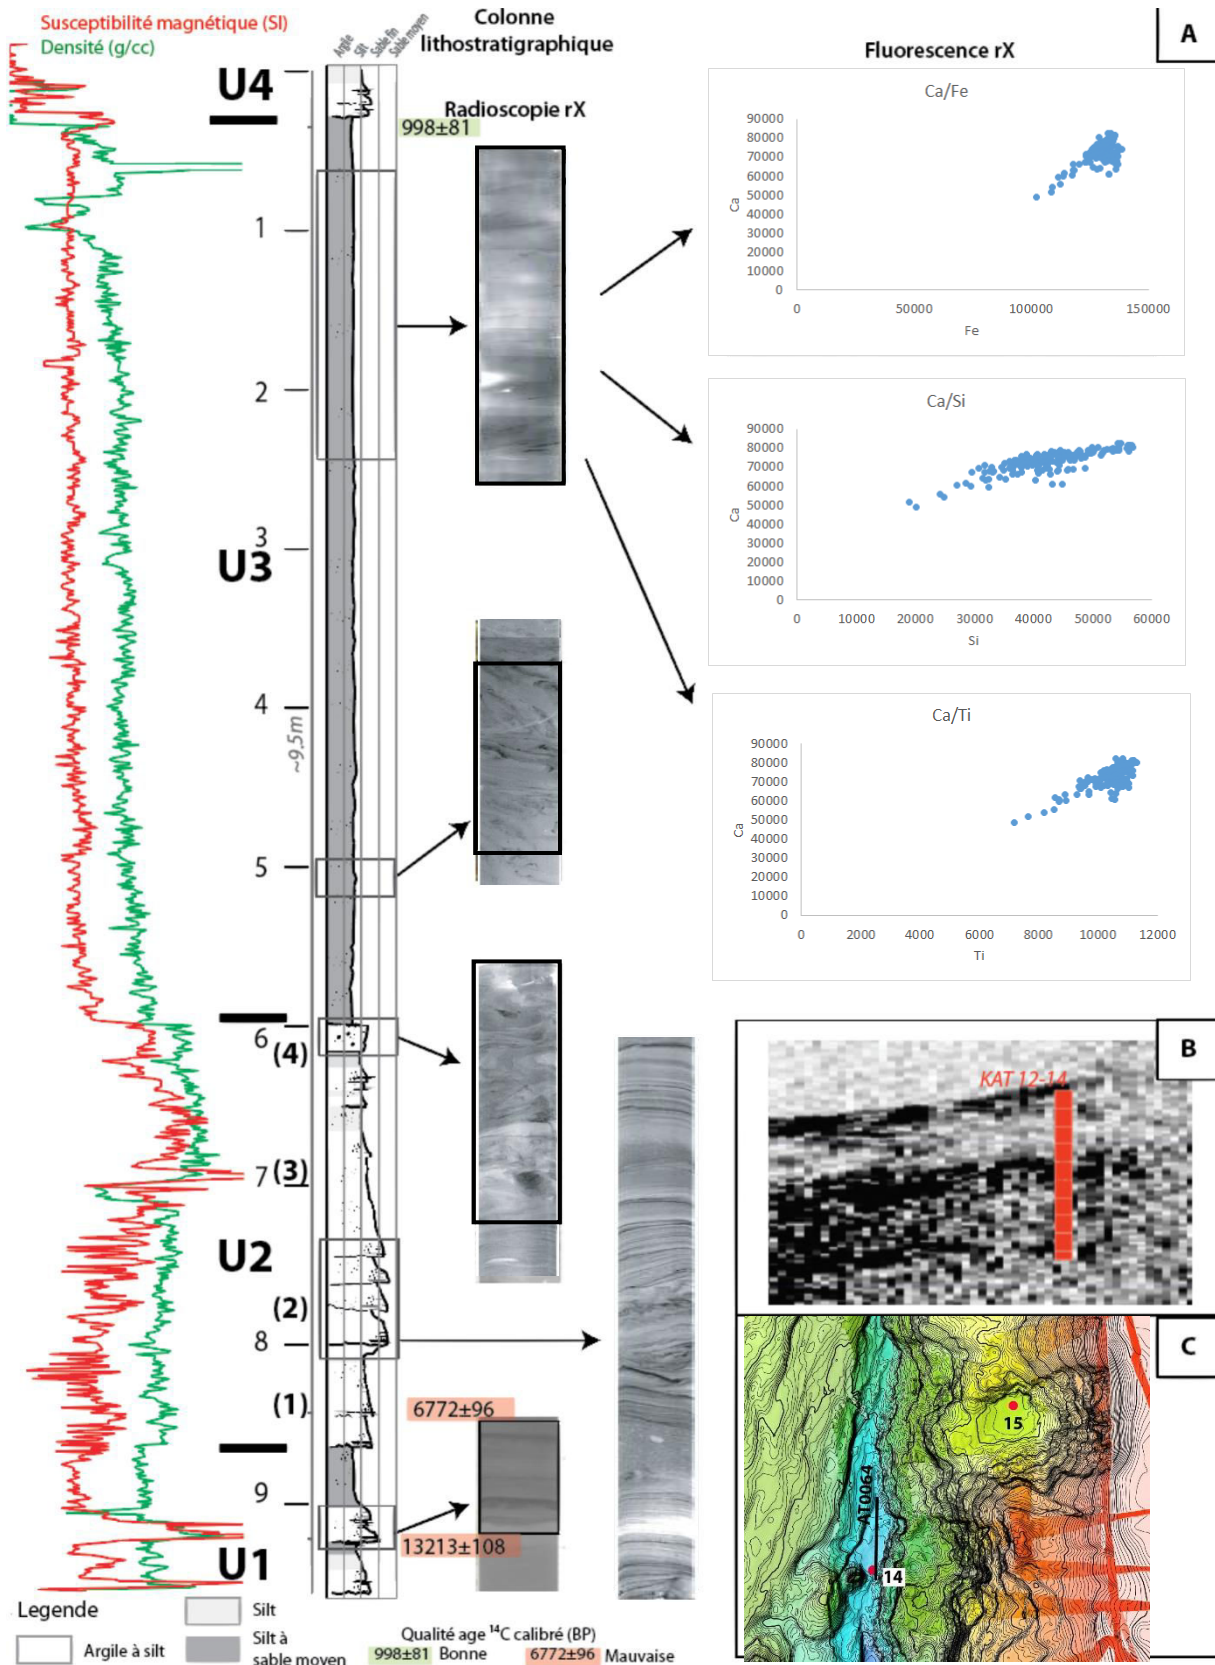 Susceptibilité magnétique (SI)
Densité (g/cc)
Argile
Silt
Sable fin
Sable moyen
Colonne
lithostratigraphique
Fluorescence rX
A
U4
Radioscopie rX
998±81
1
2
3
U3
4
~9.5m
5
6
(4)
7
(3)
U2
(2)
8
(1)
6772±96
9
13213±108
U1
Ca/Fe
90000
80000
70000
60000
50000
40000
30000
20000
10000
0
Ca
0
50000
100000
150000
Fe
Ca/Si
90000
80000
70000
60000
50000
40000
30000
20000
10000
0
Ca
0
10000
20000
30000
40000
50000
60000
Si
Ca/Ti
90000
80000
70000
60000
50000
40000
30000
20000
10000
0
Ca
0
2000
4000
6000
8000
10000
12000
Ti
B
KAT 12-14
C
15
AT0064
14
Legende
Argile à silt
Silt
Silt à
sable moyen
Qualité age ¹⁴C calibré (BP)
998±81 Bonne
6772±96 Mauvaise